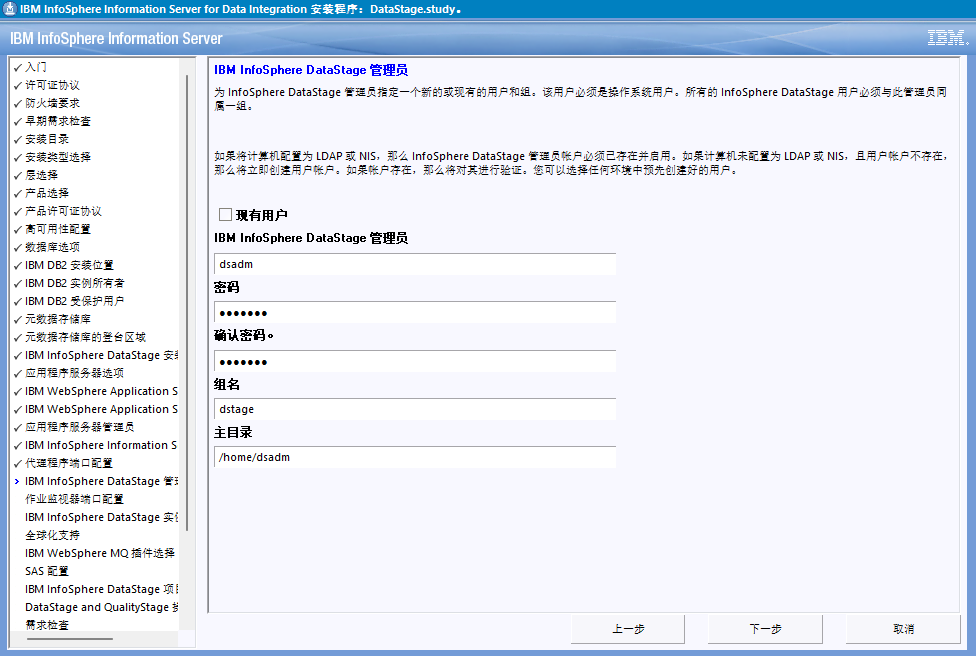 IBM InfoSphere Information Server for Data Integration 安装程序：DataStage.study。
IBM InfoSphere Information Server
IBM
入门
许可证协议
防火墙要求
早期需求检查
安装目录
安装类型选择
层选择
产品选择
产品许可证协议
高可用性配置
数据库选项
IBM DB2 安装位置
IBM DB2 实例所有者
IBM DB2 受保护用户
元数据存储库
元数据存储库的登台区域
IBM InfoSphere DataStage 安装
应用程序服务器选项
IBM WebSphere Application S
IBM WebSphere Application S
应用程序服务器管理员
IBM InfoSphere Information S
代理程序端口配置
IBM InfoSphere DataStage 管理
作业监视器端口配置
IBM InfoSphere DataStage 实例
全球化支持
IBM WebSphere MQ 插件选择
SAS 配置
IBM InfoSphere DataStage 项目
DataStage and QualityStage
需求检查
IBM InfoSphere DataStage 管理员
为 InfoSphere DataStage 管理员指定一个新的或现有的用户和组。该用户必须是操作系统用户。所有的 InfoSphere DataStage 用户必须与此管理员同
属一组。
如果将计算机配置为 LDAP 或 NIS，那么 InfoSphere DataStage 管理员帐户必须已存在并启用。如果计算机未配置为 LDAP 或 NIS，且用户帐户不存在，
那么将立即创建用户帐户。如果帐户存在，那么将对其进行验证。您可以选择任何环境中预先创建好的用户。
现有用户
IBM InfoSphere DataStage 管理员
dsadm
密码
●●●●●●●
确认密码。
●●●●●●●
组名
dstage
主目录
/home/dsadm
上一步
下一步
取消